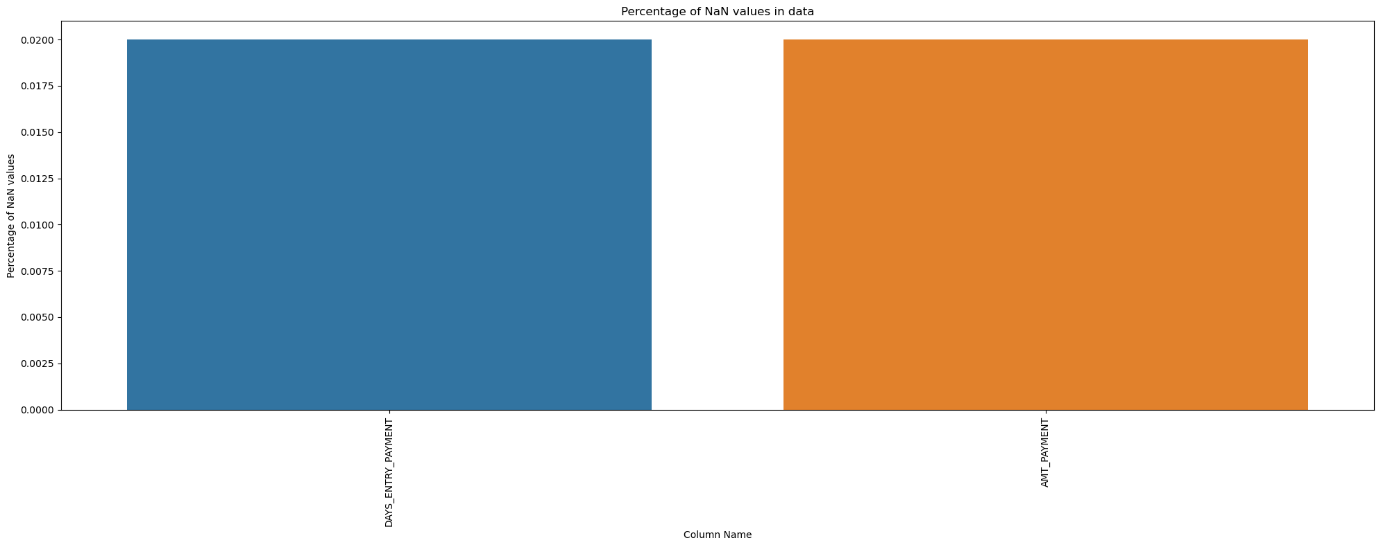 Percentage of NaN values in data
Percentage of NaN values
0.0200
0.0175
0.0150
0.0125
0.0100
0.0075
0.0050
0.0025
0.0000
DAYS_ENTRY_PAYMENT
AMT_PAYMENT
Column Name